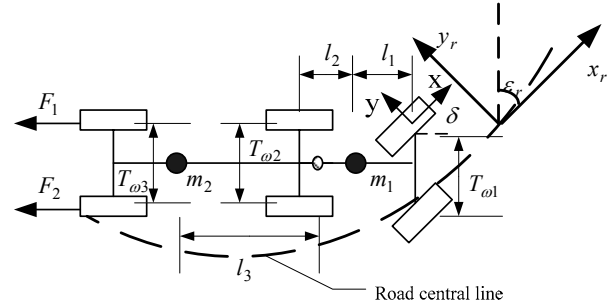 y_r
x_r
ε_r
l_2
l_1
x
y
δ
F_1
F_2
T_ω3
T_ω2
T_ω1
m_2
m_1
l_3
Road central line